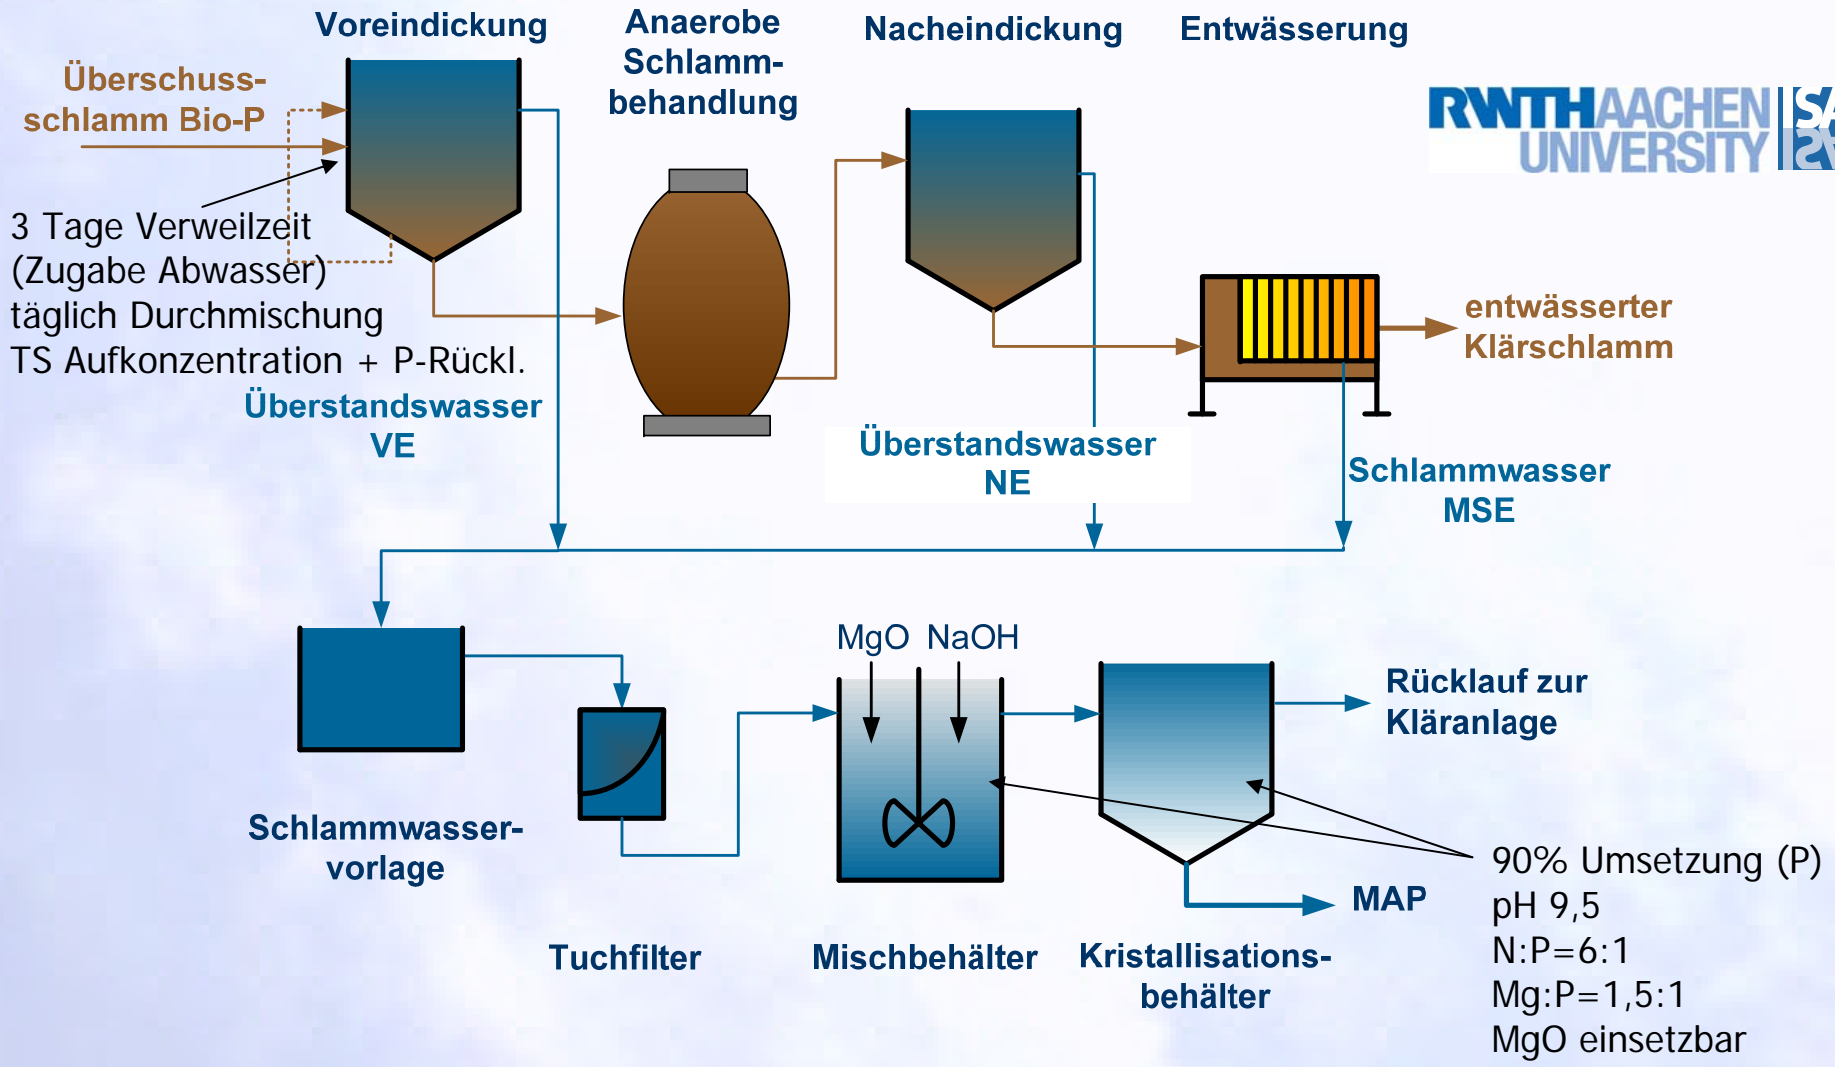 Voreindickung
Anaerobe
Schlamm-
behandlung
Nacheindickung
Entwässerung
Überschuss-
schlamm Bio-P
RWTHAACHEN
UNIVERSITY
3 Tage Verweilzeit
(Zugabe Abwasser)
täglich Durchmischung
TS Aufkonzentration + P-Rückl.
entwässerter
Klärschlamm
Überstandswasser
VE
Überstandswasser
NE
Schlammwasser
MSE
MgO NaOH
Rücklauf zur
Kläranlage
Schlammwasser-
vorlage
Tuchfilter
Mischbehälter
Kristallisations-
behälter
MAP
90% Umsetzung (P)
pH 9,5
N:P=6:1
Mg:P=1,5:1
MgO einsetzbar